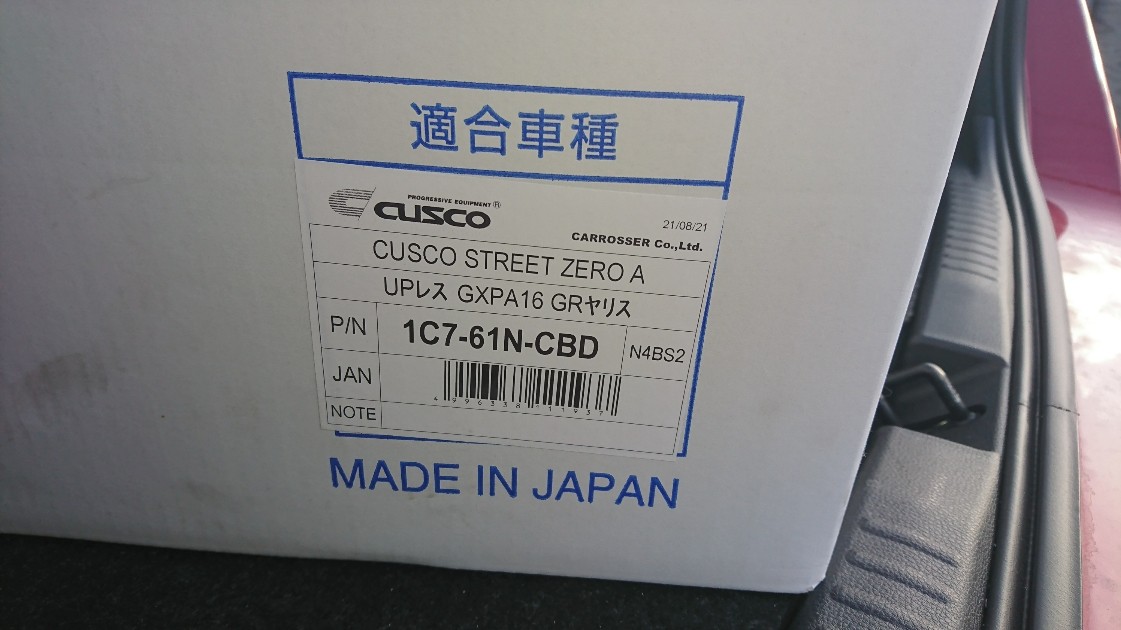 適合車種
PROGRESSIVE EQUIPMENT®
CUSCO
21/08/21
CARROSSER Co.,Ltd.
CUSCO STREET ZERO A
UPレス GXPA16 GRヤリス
P/N 1C7-61N-CBD N4BS2
JAN
NOTE
MADE IN JAPAN